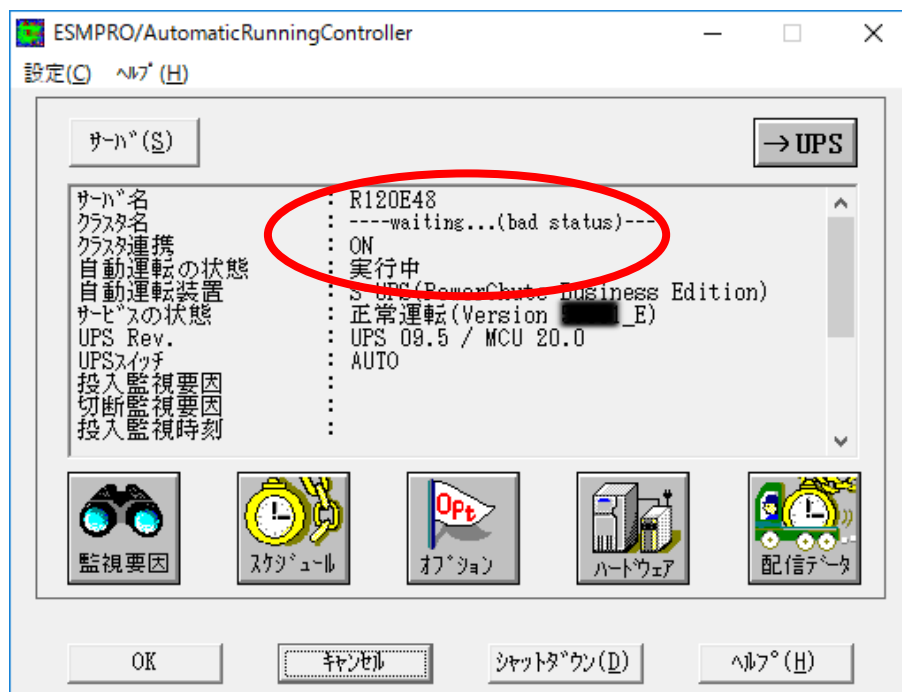 ESMPRO/AutomaticRunningController
設定(C) ﾍﾙﾌﾟ(H)
ｻｰﾊﾞ(S)
→UPS
ｻｰﾊﾞ名 : R120E48
ｸﾗｽﾀ名 : ----waiting...(bad status)---
ｸﾗｽﾀ連携 : ON
自動運転の状態 : 実行中
自動運転装置 : S-UPS(PowerChute Business Edition)
ｻｰﾋﾞｽの状態 : 正常運転(Version _E)
UPS Rev. : UPS 09.5 / MCU 20.0
UPSｽｲｯﾁ : AUTO
投入監視要因 :
切断監視要因 :
投入監視時刻 :
監視要因 ｽｹｼﾞｭｰﾙ Opt ｵﾌﾟｼｮﾝ ﾊｰﾄﾞｳｪｱ 配信ﾃﾞｰﾀ
OK ｷｬﾝｾﾙ ｼｬｯﾄﾀﾞｳﾝ(D) ﾍﾙﾌﾟ(H)